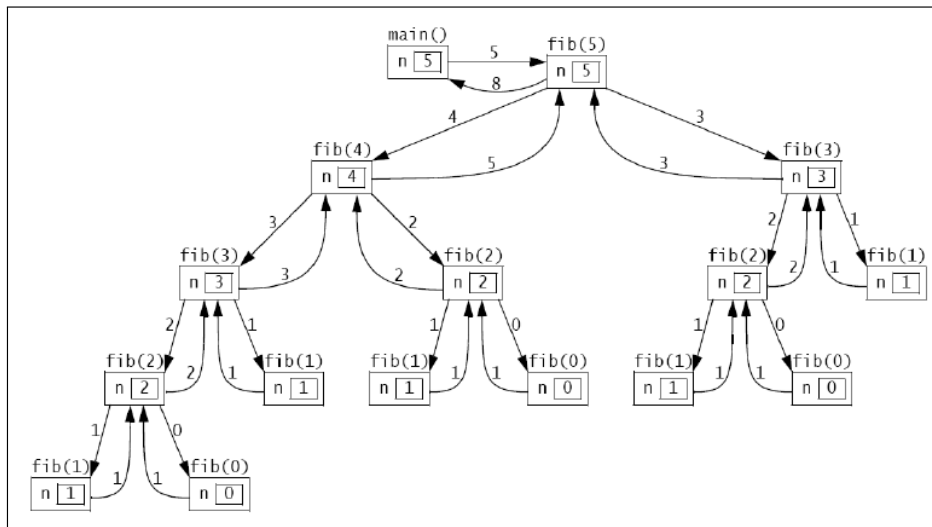 main()
fib(5)
n 5
5
n 5
8
4
3
fib(4)
fib(3)
n 4
5
3
n 3
3
2
2
1
fib(3)
fib(2)
fib(2)
fib(1)
n 3
3
2
n 2
n 2
2
1
n 1
2
1
1
0
1
0
fib(2)
fib(1)
fib(1)
fib(0)
fib(1)
fib(0)
n 2
2
1
n 1
n 1
1
1
n 0
n 1
1
1
n 0
1
0
fib(1)
fib(0)
n 1
1
1
n 0